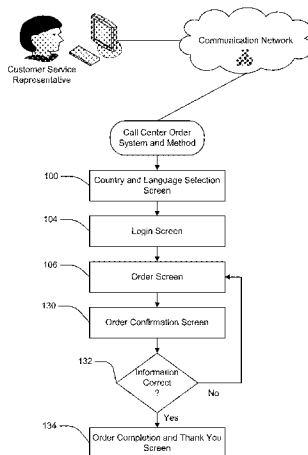 Customer Service
Representative
Communication Network
Call Center Order
System and Method
100
Country and Language Selection
Screen
104
Login Screen
106
Order Screen
130
Order Confirmation Screen
132
Information
Correct
?
No
Yes
134
Order Completion and Thank You
Screen